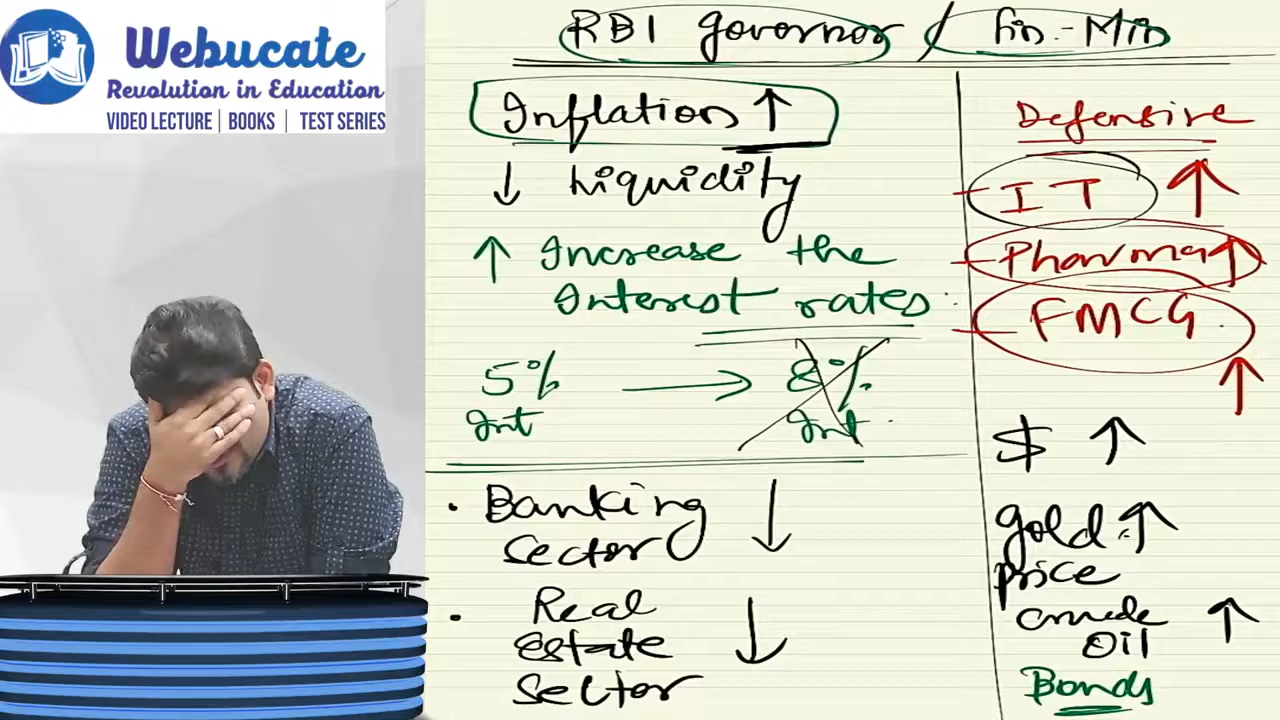 Webucate
Revolution in Education
VIDEO LECTURE | BOOKS | TEST SERIES
RBI governor / Fin.-Min
Inflation ↑
↓ Liquidity
↑ Increase the
Interest rates
5% → 8%
Int Int
• Banking ↓
Sector
• Real ↓
estate
Sector
Defensive
- IT ↑
- Pharma ↑
- FMCG ↑
$ ↑
Gold ↑
price
crude ↑
Oil
Bonds